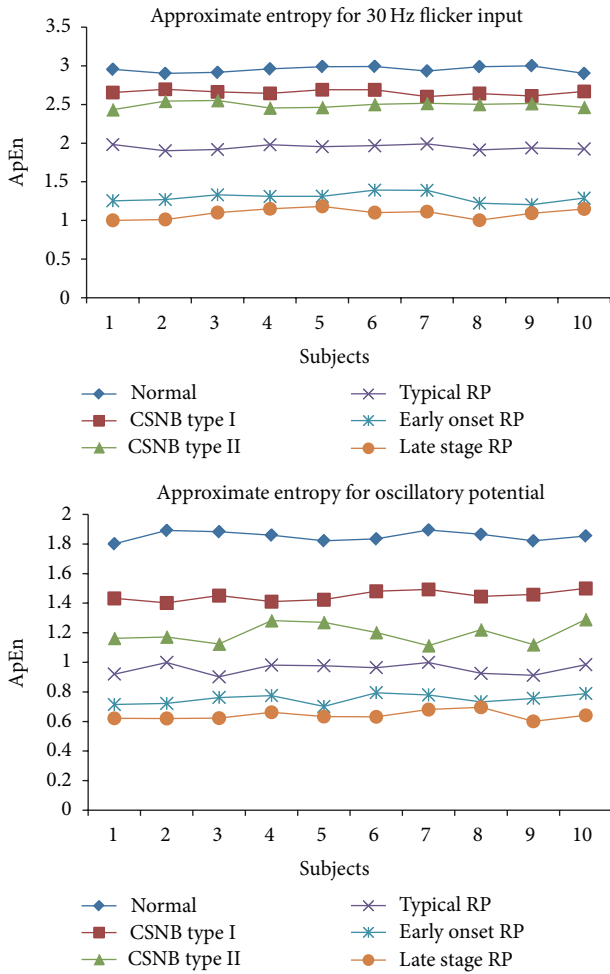 Approximate entropy for 30 Hz flicker input
3.5
3
2.5
2
1.5
1
0.5
0
ApEn
1 2 3 4 5 6 7 8 9 10
Subjects
Normal
CSNB type I
CSNB type II
Typical RP
Early onset RP
Late stage RP
Approximate entropy for oscillatory potential
2
1.8
1.6
1.4
1.2
1
0.8
0.6
0.4
0.2
0
ApEn
1 2 3 4 5 6 7 8 9 10
Subjects
Normal
CSNB type I
CSNB type II
Typical RP
Early onset RP
Late stage RP